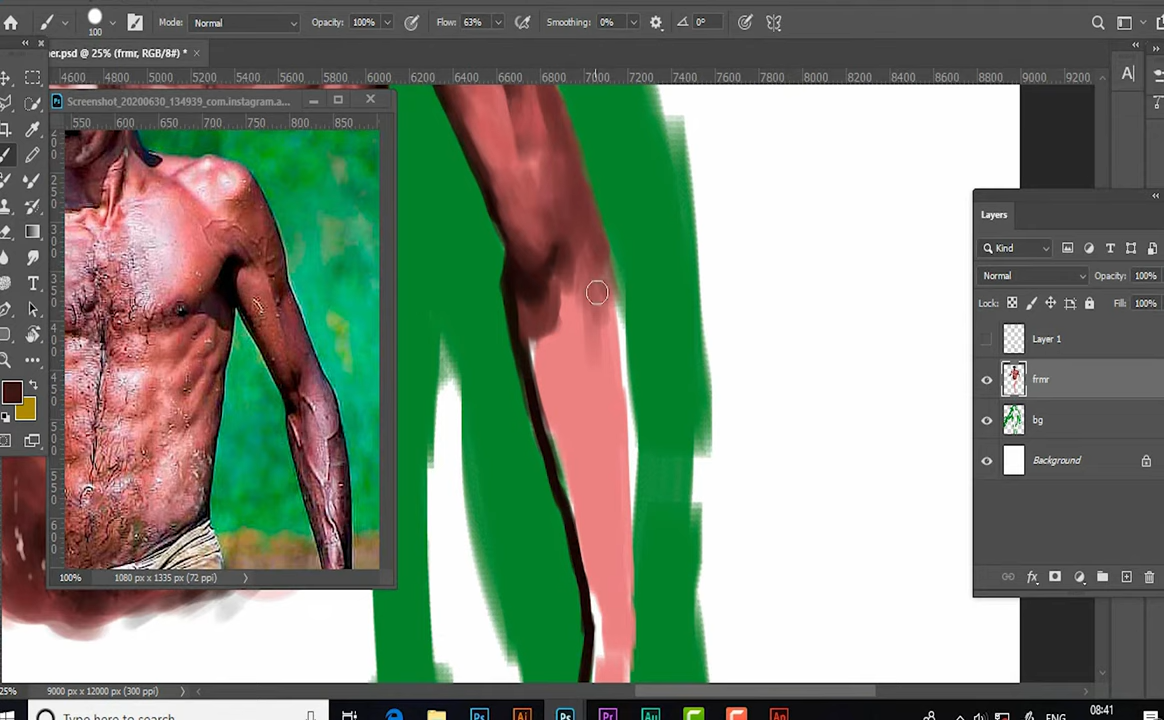 Mode: Normal Opacity: 100% Flow: 63% Smoothing: 0% 0°
100
er.psd @ 25% (frmr, RGB/8#) * ×
4600 4800 5000 5200 5400 5600 5800 6000 6200 6400 6600 6800 7000 7200 7400 7600 7800 8000 8200 8400 8600 8800 9000 9200
Screenshot_20200630_134939_com.instagram.a...
550 600 650 700 750 800 850
Layers
Kind
Normal Opacity: 100%
Lock: Fill: 100%
Layer 1
frmr
bg
Background
100% 1080 px x 1335 px (72 ppi)
25% 9000 px x 12000 px (300 ppi)
Type here to search
ENG
08:41